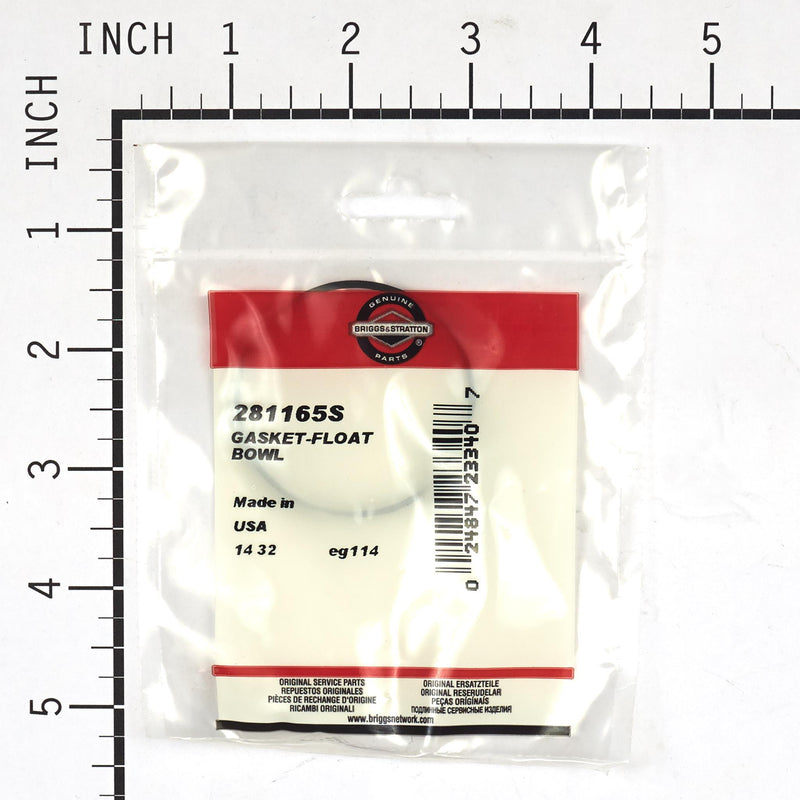 INCH 1 2 3 4 5
INCH
1
2
3
4
5
GENUINE
BRIGGS&STRATTON
®
PARTS
281165S
GASKET-FLOAT
BOWL
Made in
USA
14 32 eg114
0 24847 23340 7
ORIGINAL SERVICE PARTS
REPUESTOS ORIGINALES
PIÈCES DE RECHANGE D'ORIGINE
RICAMBI ORIGINALI
ORIGINAL ERSATZTEILE
ORIGINAL RESERUDELAR
PEÇAS ORIGÍNAIS
ПОДЛИННЫЕ СЕРВИСНЫЕ ИЗДЕЛИЯ
www.briggsnetwork.com